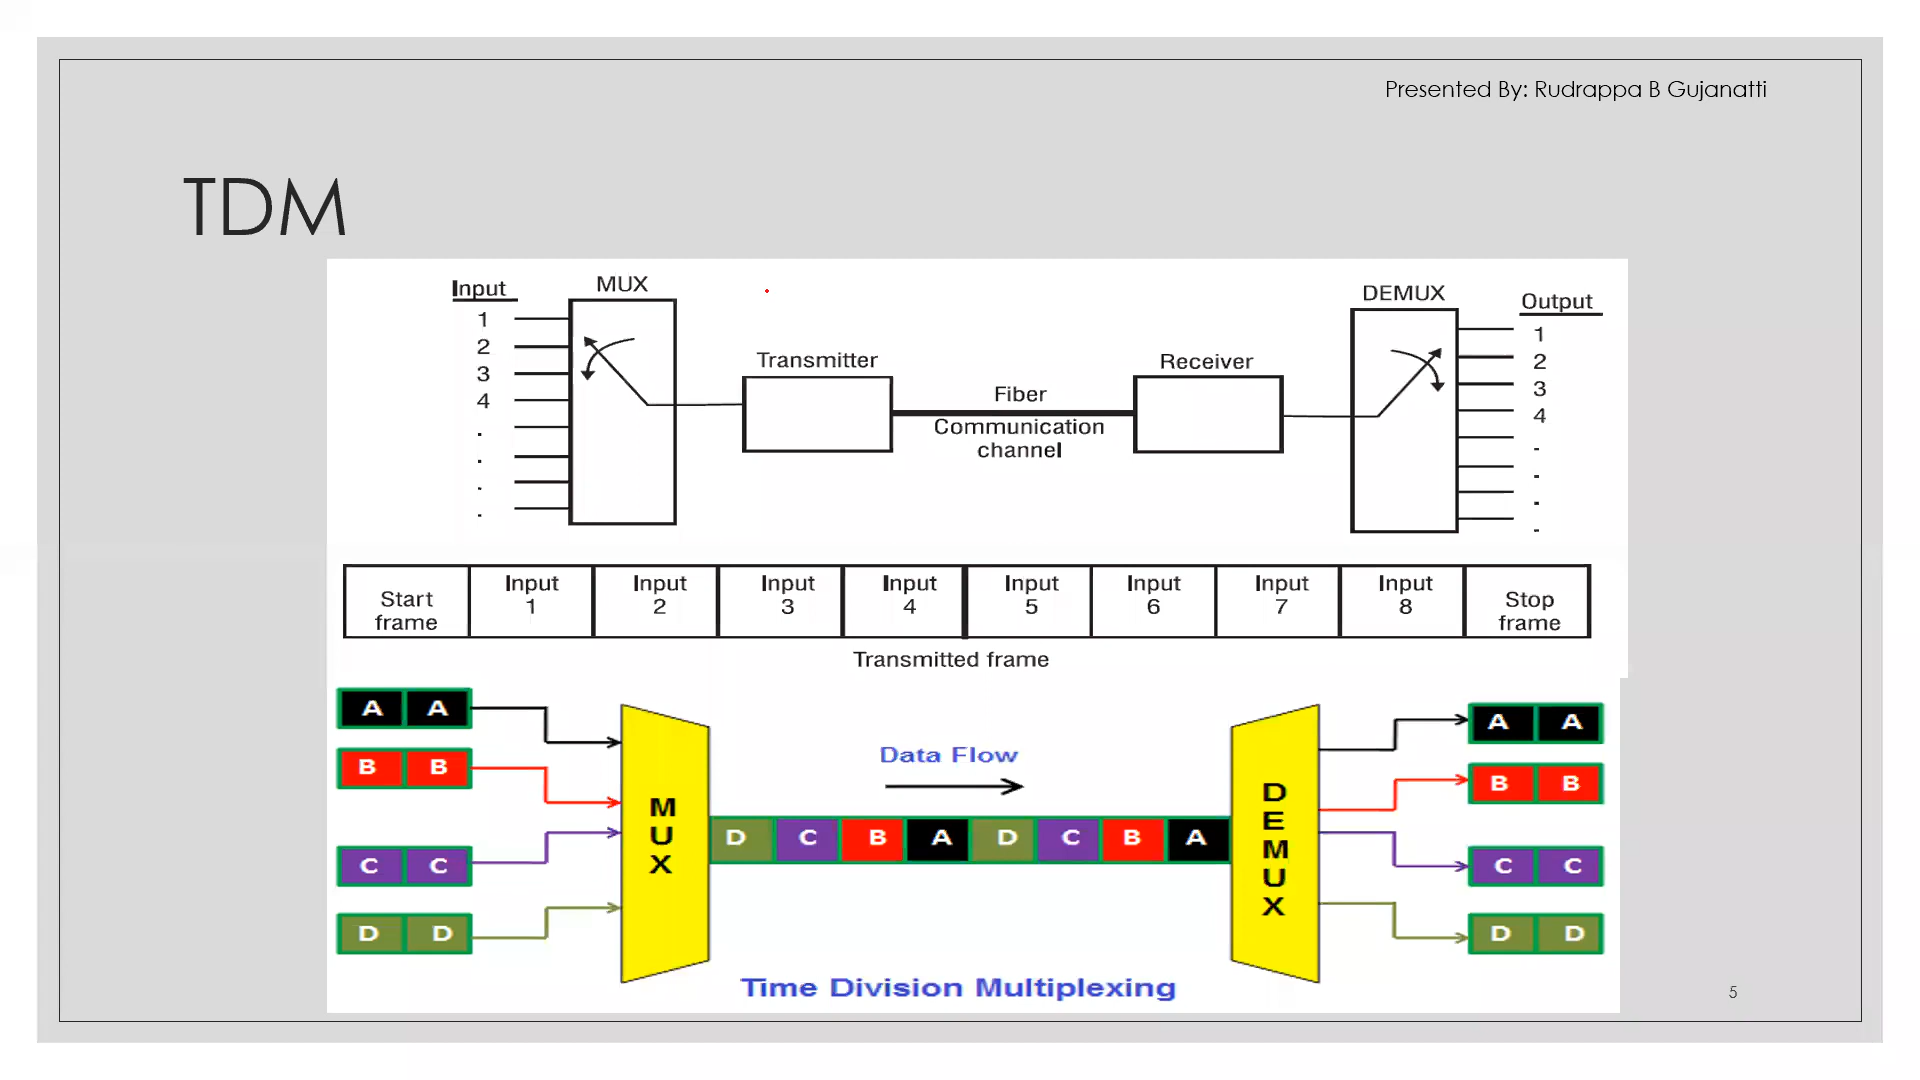 Presented By: Rudrappa B Gujanatti
TDM
Input
MUX
DEMUX
Output
1
2
3
4
.
.
.
.
Transmitter
Fiber
Communication
channel
Receiver
1
2
3
4
-
-
-
-
Start
frame
Input
1
Input
2
Input
3
Input
4
Input
5
Input
6
Input
7
Input
8
Stop
frame
Transmitted frame
A A
B B
C C
D D
MUX
Data Flow
D C B A D C B A
DEMUX
A A
B B
C C
D D
Time Division Multiplexing
5